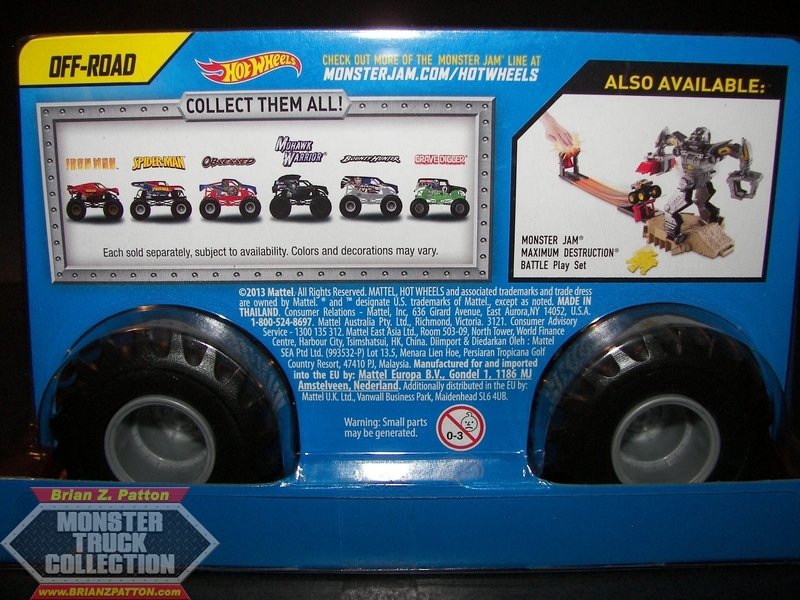 OFF-ROAD
HOT WHEELS
CHECK OUT MORE OF THE MONSTER JAM LINE AT
MONSTERJAM.COM/HOTWHEELS
ALSO AVAILABLE:
COLLECT THEM ALL!
IRON MAN
SPIDER-MAN
OBSESSED
MOHAWK
WARRIOR
BOUNTY HUNTER
GRAVE DIGGER
Each sold separately, subject to availability. Colors and decorations may vary.
MONSTER JAM®
MAXIMUM DESTRUCTION®
BATTLE Play Set
©2013 Mattel. All Rights Reserved. MATTEL, HOT WHEELS and associated trademarks and trade dress
are owned by Mattel. ® and ™ designate U.S. trademarks of Mattel, except as noted. MADE IN
THAILAND. Consumer Relations - Mattel, Inc, 636 Girard Avenue, East Aurora,NY 14052, U.S.A.
1-800-524-8697. Mattel Australia Pty. Ltd., Richmond, Victoria. 3121. Consumer Advisory
Service - 1300 135 312. Mattel East Asia Ltd., Room 503-09, North Tower, World Finance
Centre, Harbour City, Tsimshatsui, HK, China. Diimport & Diedarkan Oleh : Mattel
SEA Ptd Ltd. (993532-P) Lot 13.5, Menara Lien Hoe, Persiaran Tropicana Golf
Country Resort, 47410 PJ, Malaysia. Manufactured for and imported
into the EU by: Mattel Europa B.V., Gondel 1, 1186 MJ
Amstelveen, Nederland. Additionally distributed in the EU by:
Mattel U.K. Ltd., Vanwall Business Park, Maidenhead SL6 4UB.
Warning: Small parts
may be generated.
0-3
Brian Z. Patton
MONSTER
TRUCK
COLLECTION
www.BRIANZPATTON.com